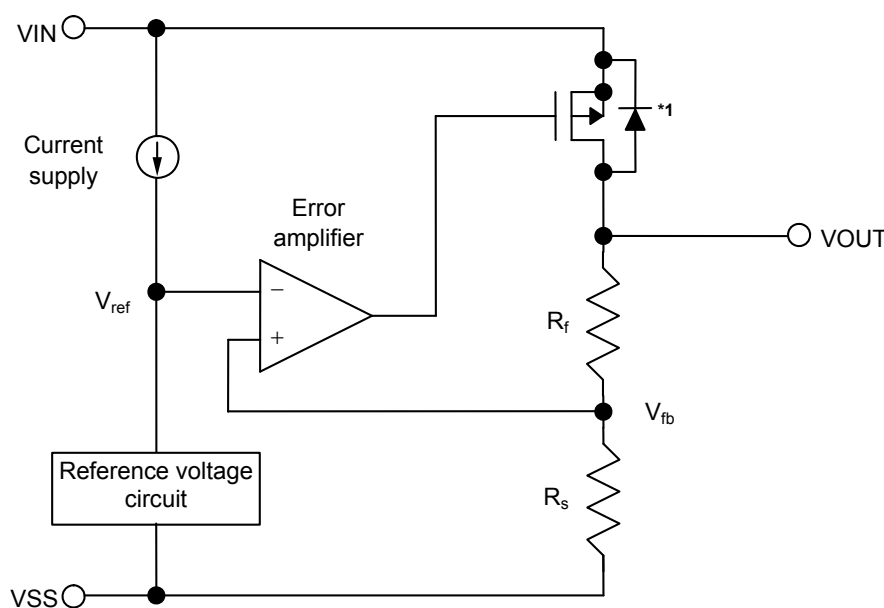 VIN
*1
Current
supply
Error
amplifier
VOUT
Vref
−
+
Rf
Vfb
Reference voltage
circuit
Rs
VSS